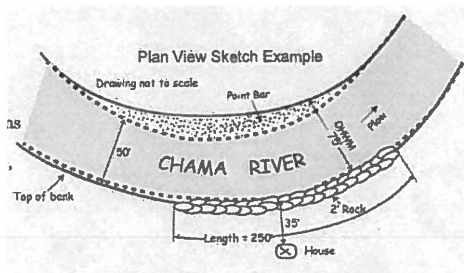 Plan View Sketch Example
Drawing not to scale
Point Bar
ns
50'
OHWM
75'
Flow
CHAMA RIVER
Top of bank
2' Rock
35'
Length = 250'
House